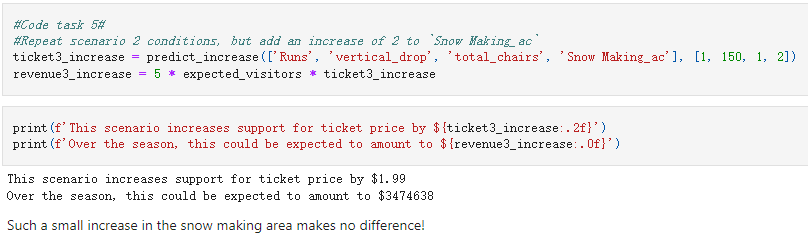 #Code task 5#
#Repeat scenario 2 conditions, but add an increase of 2 to `Snow Making_ac`
ticket3_increase = predict_increase(['Runs', 'vertical_drop', 'total_chairs', 'Snow Making_ac'], [1, 150, 1, 2])
revenue3_increase = 5 * expected_visitors * ticket3_increase
print(f'This scenario increases support for ticket price by ${ticket3_increase:.2f}')
print(f'Over the season, this could be expected to amount to ${revenue3_increase:.0f}')
This scenario increases support for ticket price by $1.99
Over the season, this could be expected to amount to $3474638
Such a small increase in the snow making area makes no difference!